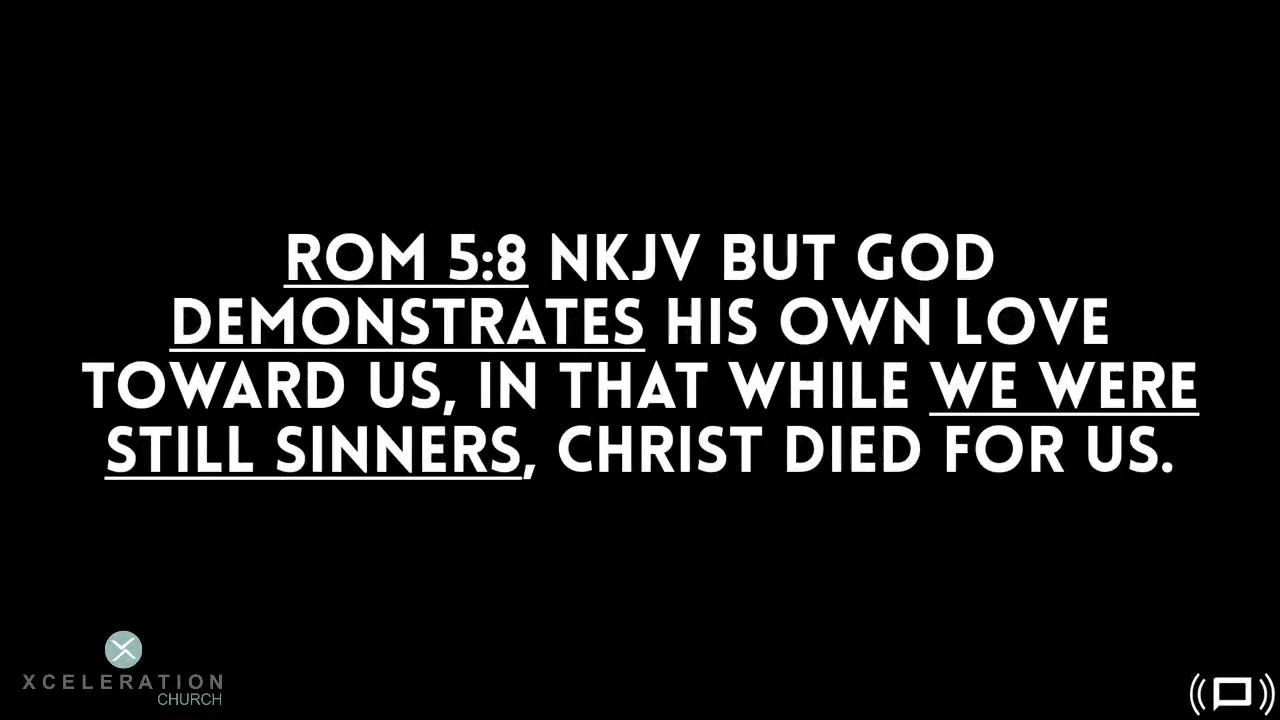 ROM 5:8 NKJV BUT GOD
DEMONSTRATES HIS OWN LOVE
TOWARD US, IN THAT WHILE WE WERE
STILL SINNERS, CHRIST DIED FOR US.
XCELERATION
CHURCH